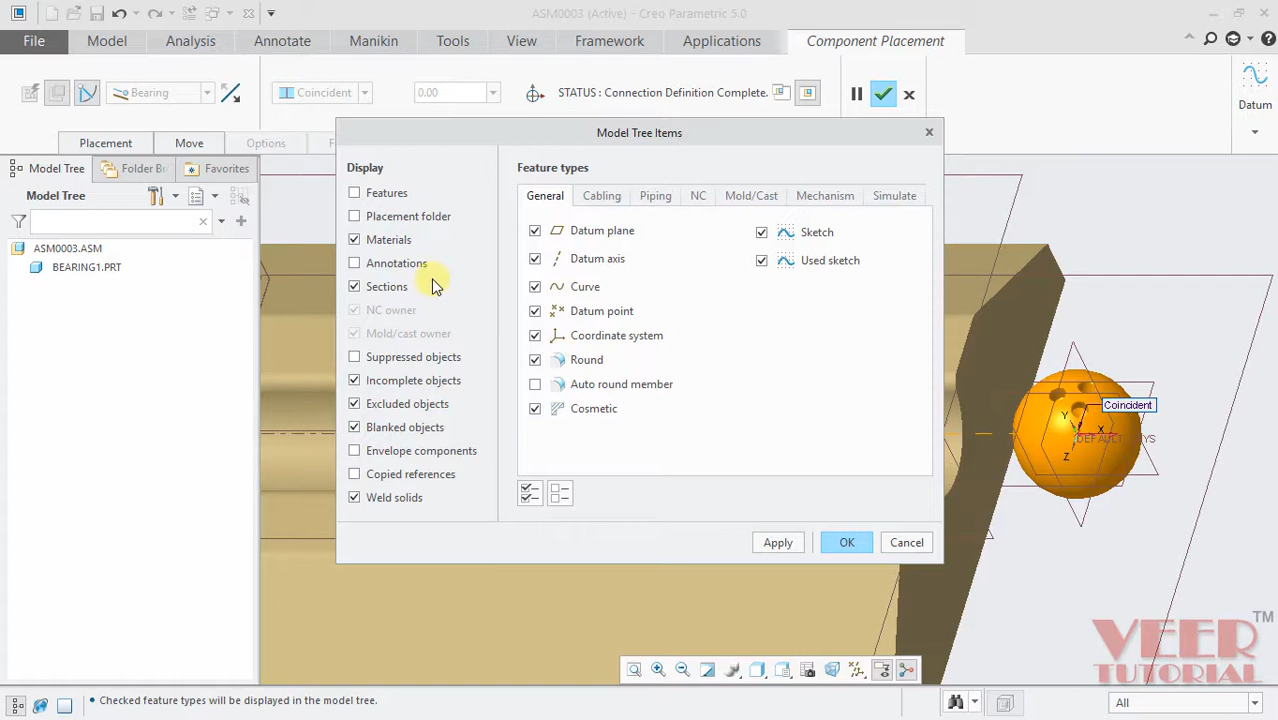 ASM0003 (Active) - Creo Parametric 5.0
File
Model
Analysis
Annotate
Manikin
Tools
View
Framework
Applications
Component Placement
Bearing
Coincident
0.00
STATUS : Connection Definition Complete.
Datum
Placement
Move
Options
Model Tree
Folder Br
Favorites
Model Tree
ASM0003.ASM
BEARING1.PRT
Model Tree Items
Display
Features
Placement folder
Materials
Annotations
Sections
NC owner
Mold/cast owner
Suppressed objects
Incomplete objects
Excluded objects
Blanked objects
Envelope components
Copied references
Weld solids
Feature types
General
Cabling
Piping
NC
Mold/Cast
Mechanism
Simulate
Datum plane
Datum axis
Curve
Datum point
Coordinate system
Round
Auto round member
Cosmetic
Sketch
Used sketch
Apply
OK
Cancel
Coincident
Y
X
Z
VEER
TUTORIAL
TM
• Checked feature types will be displayed in the model tree.
All